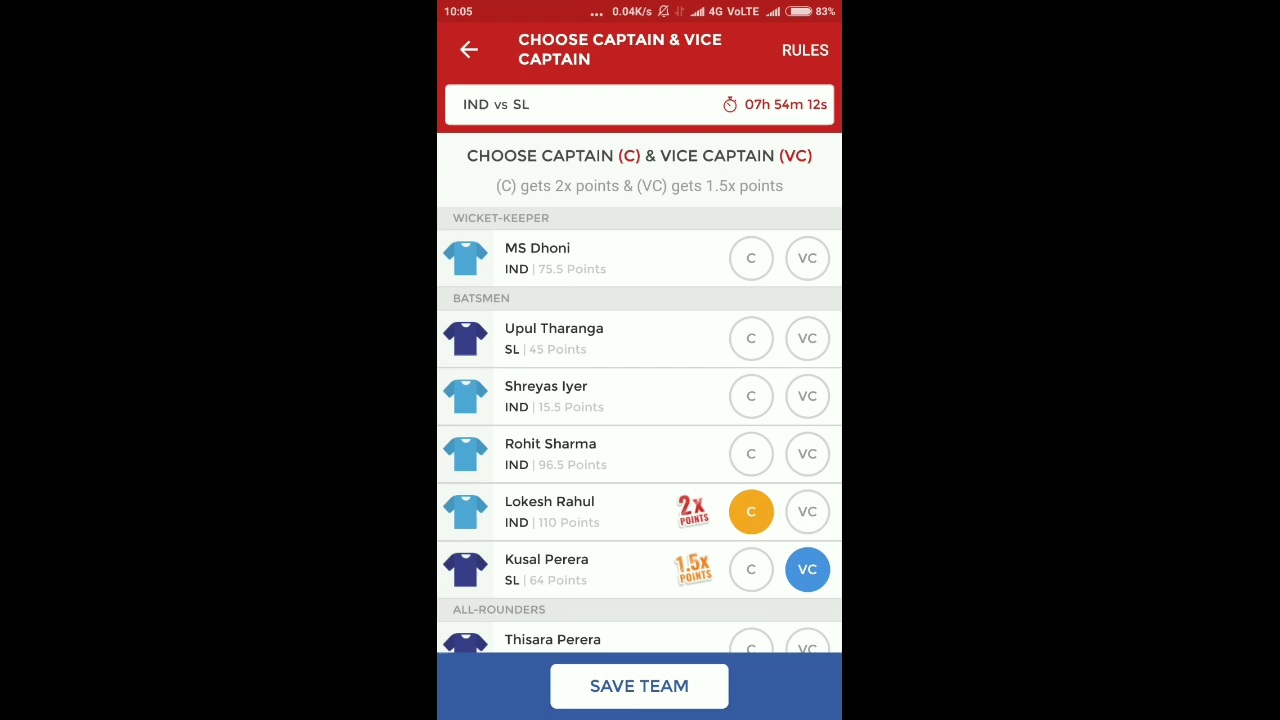 10:05 ... 0.04K/s 4G VoLTE 83%
CHOOSE CAPTAIN & VICE
CAPTAIN
RULES
IND vs SL 07h 54m 12s
CHOOSE CAPTAIN (C) & VICE CAPTAIN (VC)
(C) gets 2x points & (VC) gets 1.5x points
WICKET-KEEPER
MS Dhoni
IND | 75.5 Points
C VC
BATSMEN
Upul Tharanga
SL | 45 Points
C VC
Shreyas Iyer
IND | 15.5 Points
C VC
Rohit Sharma
IND | 96.5 Points
C VC
Lokesh Rahul
IND | 110 Points
2x
POINTS
C VC
Kusal Perera
SL | 64 Points
1.5x
POINTS
C VC
ALL-ROUNDERS
Thisara Perera
C VC
SAVE TEAM